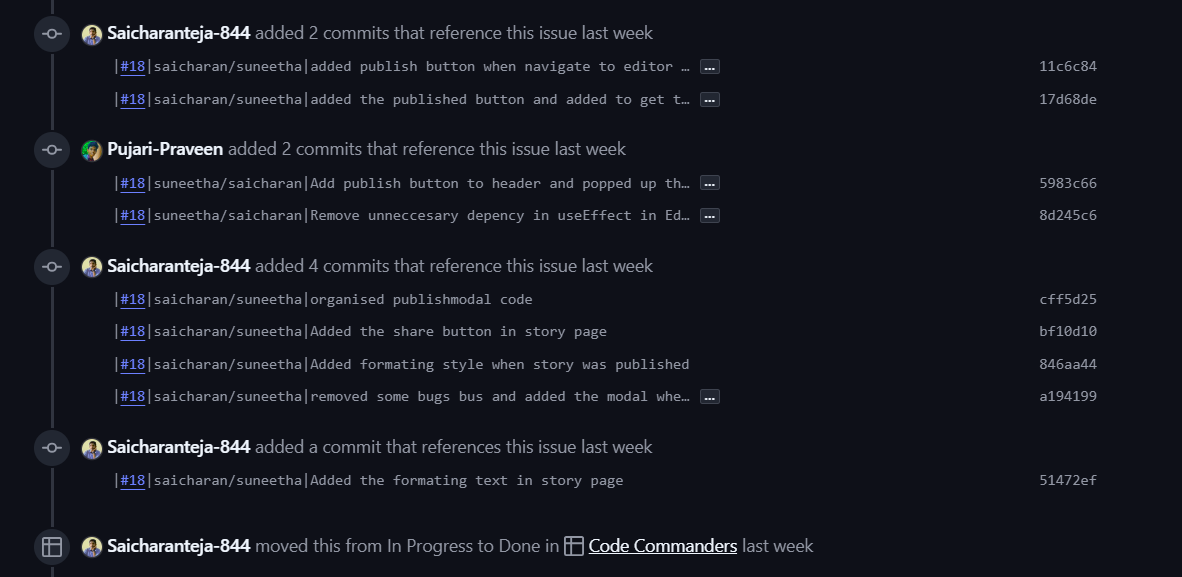 Saicharanteja-844 added 2 commits that reference this issue last week
|#18|saicharan/suneetha|added publish button when navigate to editor … ... 11c6c84
|#18|saicharan/suneetha|added the published button and added to get t… ... 17d68de
Pujari-Praveen added 2 commits that reference this issue last week
|#18|suneetha/saicharan|Add publish button to header and popped up th… ... 5983c66
|#18|suneetha/saicharan|Remove unneccesary depency in useEffect in Ed… ... 8d245c6
Saicharanteja-844 added 4 commits that reference this issue last week
|#18|saicharan/suneetha|organised publishmodal code cff5d25
|#18|saicharan/suneetha|Added the share button in story page bf10d10
|#18|saicharan/suneetha|Added formating style when story was published 846aa44
|#18|saicharan/suneetha|removed some bugs bus and added the modal whe… ... a194199
Saicharanteja-844 added a commit that references this issue last week
|#18|saicharan/suneetha|Added the formating text in story page 51472ef
Saicharanteja-844 moved this from In Progress to Done in Code Commanders last week